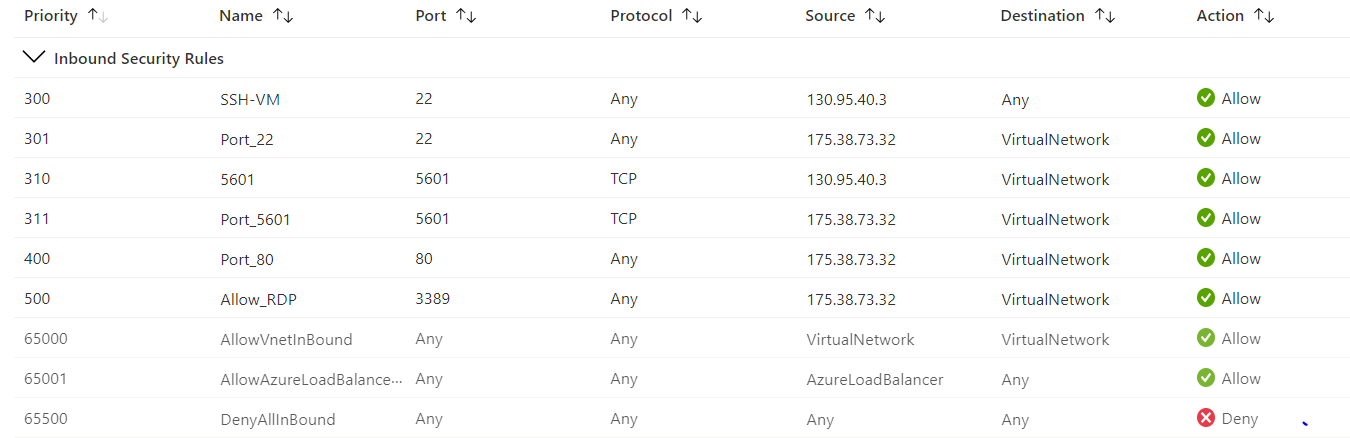 Priority Name Port Protocol Source Destination Action
Inbound Security Rules
300 SSH-VM 22 Any 130.95.40.3 Any Allow
301 Port_22 22 Any 175.38.73.32 VirtualNetwork Allow
310 5601 5601 TCP 130.95.40.3 VirtualNetwork Allow
311 Port_5601 5601 TCP 175.38.73.32 VirtualNetwork Allow
400 Port_80 80 Any 175.38.73.32 VirtualNetwork Allow
500 Allow_RDP 3389 Any 175.38.73.32 VirtualNetwork Allow
65000 AllowVnetInBound Any Any VirtualNetwork VirtualNetwork Allow
65001 AllowAzureLoadBalance··· Any Any AzureLoadBalancer Any Allow
65500 DenyAllInBound Any Any Any Any Deny